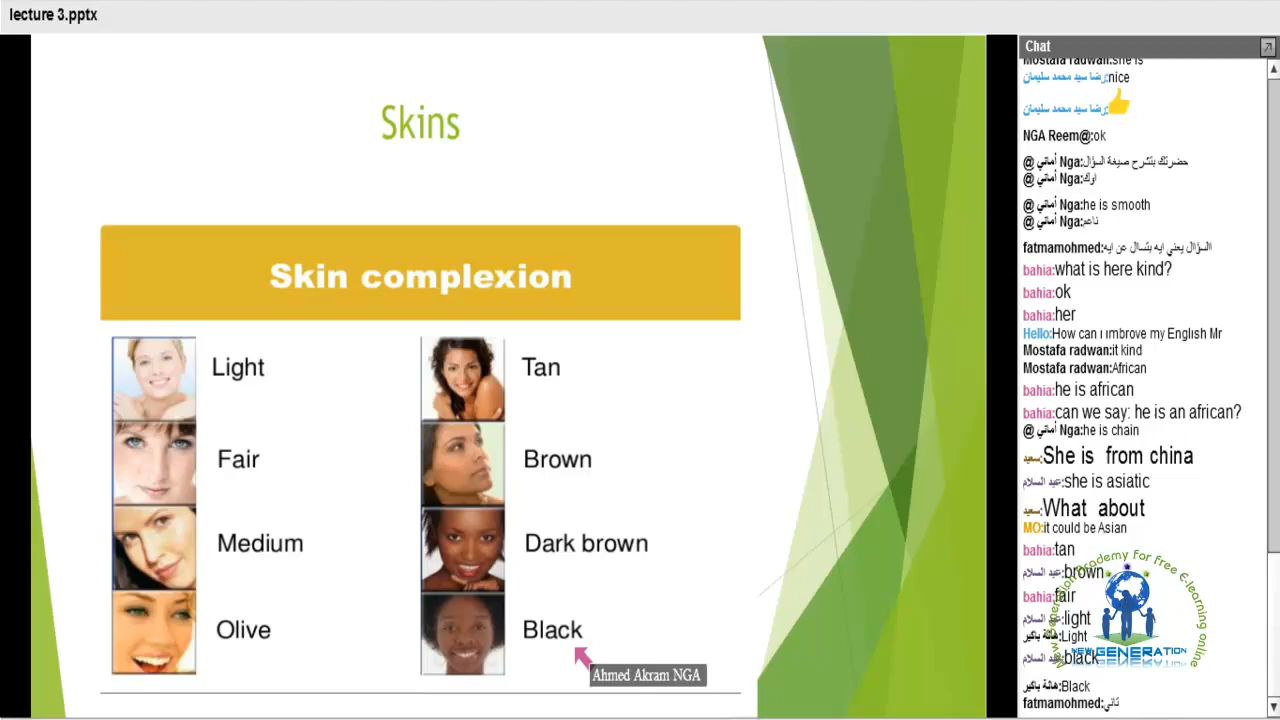 lecture 3.pptx
Skins
Skin complexion
Light
Tan
Fair
Brown
Medium
Dark brown
Olive
Black
Ahmed Akram NGA
Chat
Mostafa radwan:she is
رضا سيد محمد سليمان:nice
رضا سيد محمد سليمان:
NGA Reem@:ok
@ أماني Nga:حضرتك بتشرح صيغة السؤال
@ أماني Nga:اوك
@ أماني Nga:he is smooth
@ أماني Nga:ناعم
fatmamohmed:االسؤاال يعني ايه بتساال عن ايه
bahia:what is here kind?
bahia:ok
bahia:her
Hello:How can i imbrove my English Mr
Mostafa radwan:it kind
Mostafa radwan:African
bahia:he is african
bahia:can we say: he is an african?
@ أماني Nga:he is chain
سعيد:She is from china
عبد السلام:she is asiatic
سعيد:What about
MO:it could be Asian
bahia:tan
عبد السلام:brown
bahia:fair
عبد السلام:light
هالة باكير:Light
عبد السلام:black
هالة باكير:Black
fatmamohmed:تاني
New Generation Academy For Free E-learning online
NEW GENERATION